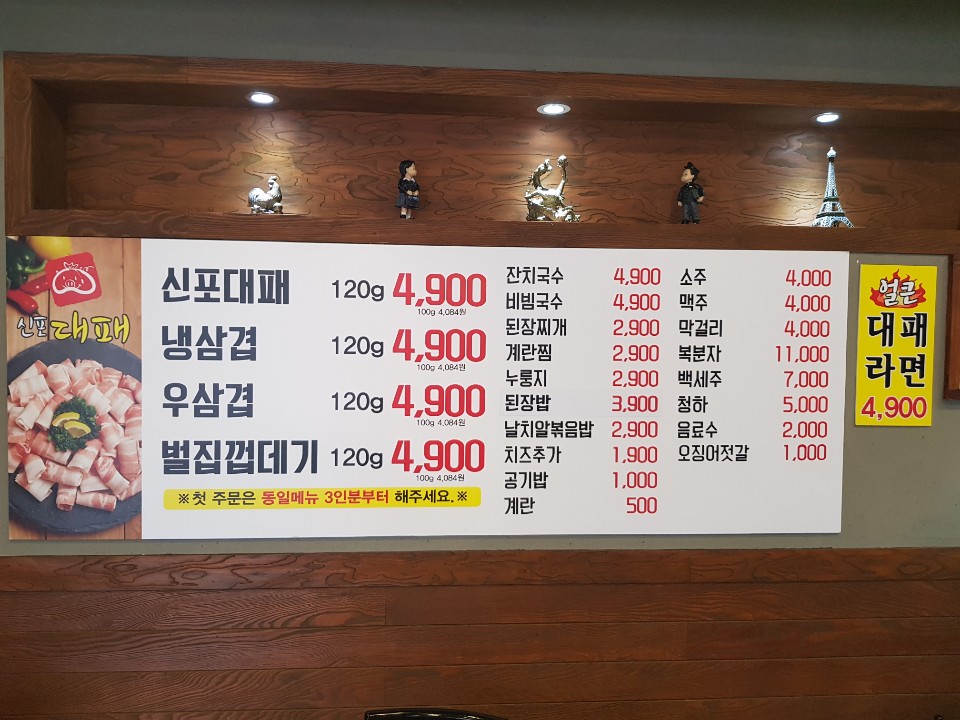 신포 대패
신포대패 120g 4,900
100g 4,084원
냉삼겹 120g 4,900
100g 4,084원
우삼겹 120g 4,900
100g 4,084원
벌집껍데기 120g 4,900
100g 4,084원
※첫 주문은 동일메뉴 3인분부터 해주세요.※
잔치국수 4,900
비빔국수 4,900
된장찌개 2,900
계란찜 2,900
누룽지 2,900
된장밥 3,900
날치알볶음밥 2,900
치즈추가 1,900
공기밥 1,000
계란 500
소주 4,000
맥주 4,000
막걸리 4,000
복분자 11,000
백세주 7,000
청하 5,000
음료수 2,000
오징어젓갈 1,000
얼큰
대패
라면
4,900